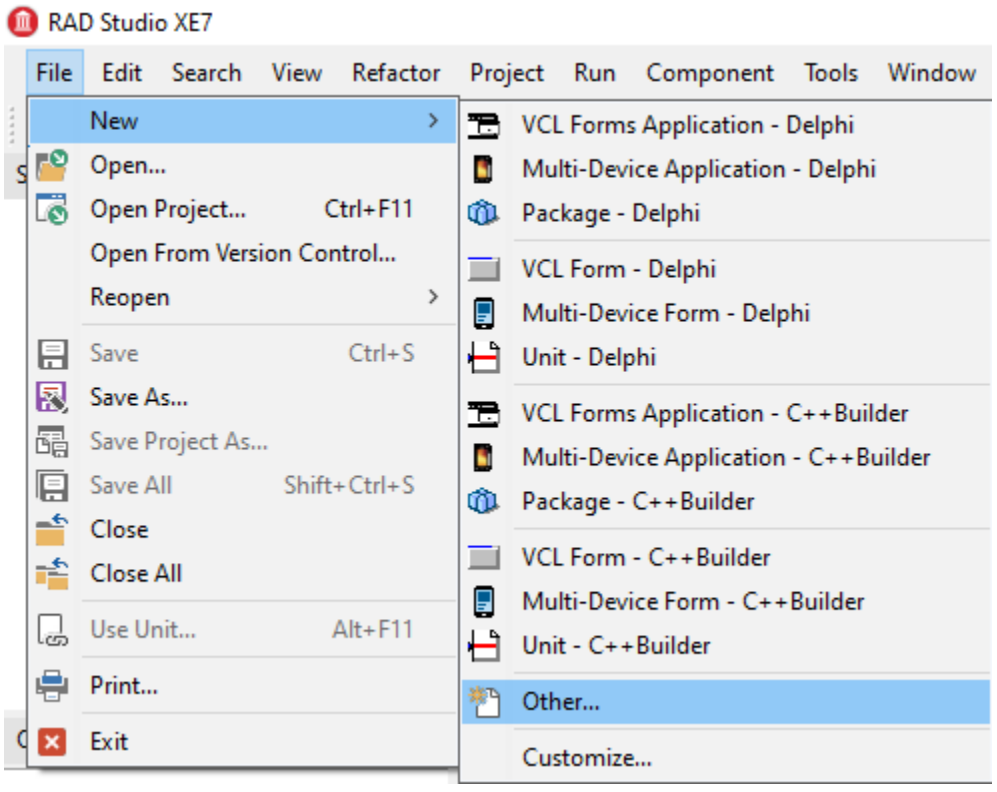 RAD Studio XE7
File Edit Search View Refactor Project Run Component Tools Window
New
Open...
Open Project... Ctrl+F11
Open From Version Control...
Reopen
Save Ctrl+S
Save As...
Save Project As...
Save All Shift+Ctrl+S
Close
Close All
Use Unit... Alt+F11
Print...
Exit
VCL Forms Application - Delphi
Multi-Device Application - Delphi
Package - Delphi
VCL Form - Delphi
Multi-Device Form - Delphi
Unit - Delphi
VCL Forms Application - C++Builder
Multi-Device Application - C++Builder
Package - C++Builder
VCL Form - C++Builder
Multi-Device Form - C++Builder
Unit - C++Builder
Other...
Customize...